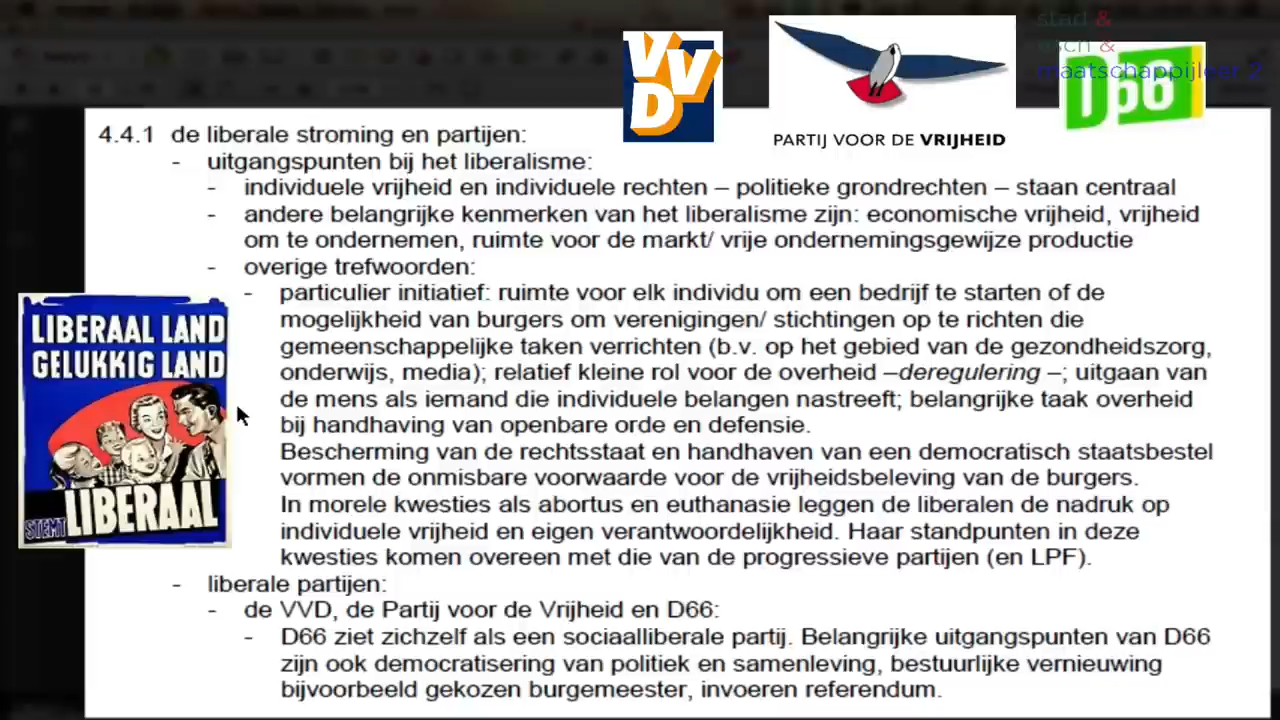 stad &
esch &
maatschappijleer 2
VVD
PARTIJ VOOR DE VRIJHEID
D66
4.4.1 de liberale stroming en partijen:
- uitgangspunten bij het liberalisme:
- individuele vrijheid en individuele rechten – politieke grondrechten – staan centraal
- andere belangrijke kenmerken van het liberalisme zijn: economische vrijheid, vrijheid
om te ondernemen, ruimte voor de markt/ vrije ondernemingsgewijze productie
- overige trefwoorden:
- particulier initiatief: ruimte voor elk individu om een bedrijf te starten of de
mogelijkheid van burgers om verenigingen/ stichtingen op te richten die
gemeenschappelijke taken verrichten (b.v. op het gebied van de gezondheidszorg,
onderwijs, media); relatief kleine rol voor de overheid –deregulering –; uitgaan van
de mens als iemand die individuele belangen nastreeft; belangrijke taak overheid
bij handhaving van openbare orde en defensie.
Bescherming van de rechtsstaat en handhaven van een democratisch staatsbestel
vormen de onmisbare voorwaarde voor de vrijheidsbeleving van de burgers.
In morele kwesties als abortus en euthanasie leggen de liberalen de nadruk op
individuele vrijheid en eigen verantwoordelijkheid. Haar standpunten in deze
kwesties komen overeen met die van de progressieve partijen (en LPF).
- liberale partijen:
- de VVD, de Partij voor de Vrijheid en D66:
- D66 ziet zichzelf als een sociaalliberale partij. Belangrijke uitgangspunten van D66
zijn ook democratisering van politiek en samenleving, bestuurlijke vernieuwing
bijvoorbeeld gekozen burgemeester, invoeren referendum.
LIBERAAL LAND
GELUKKIG LAND
STEMT LIBERAAL